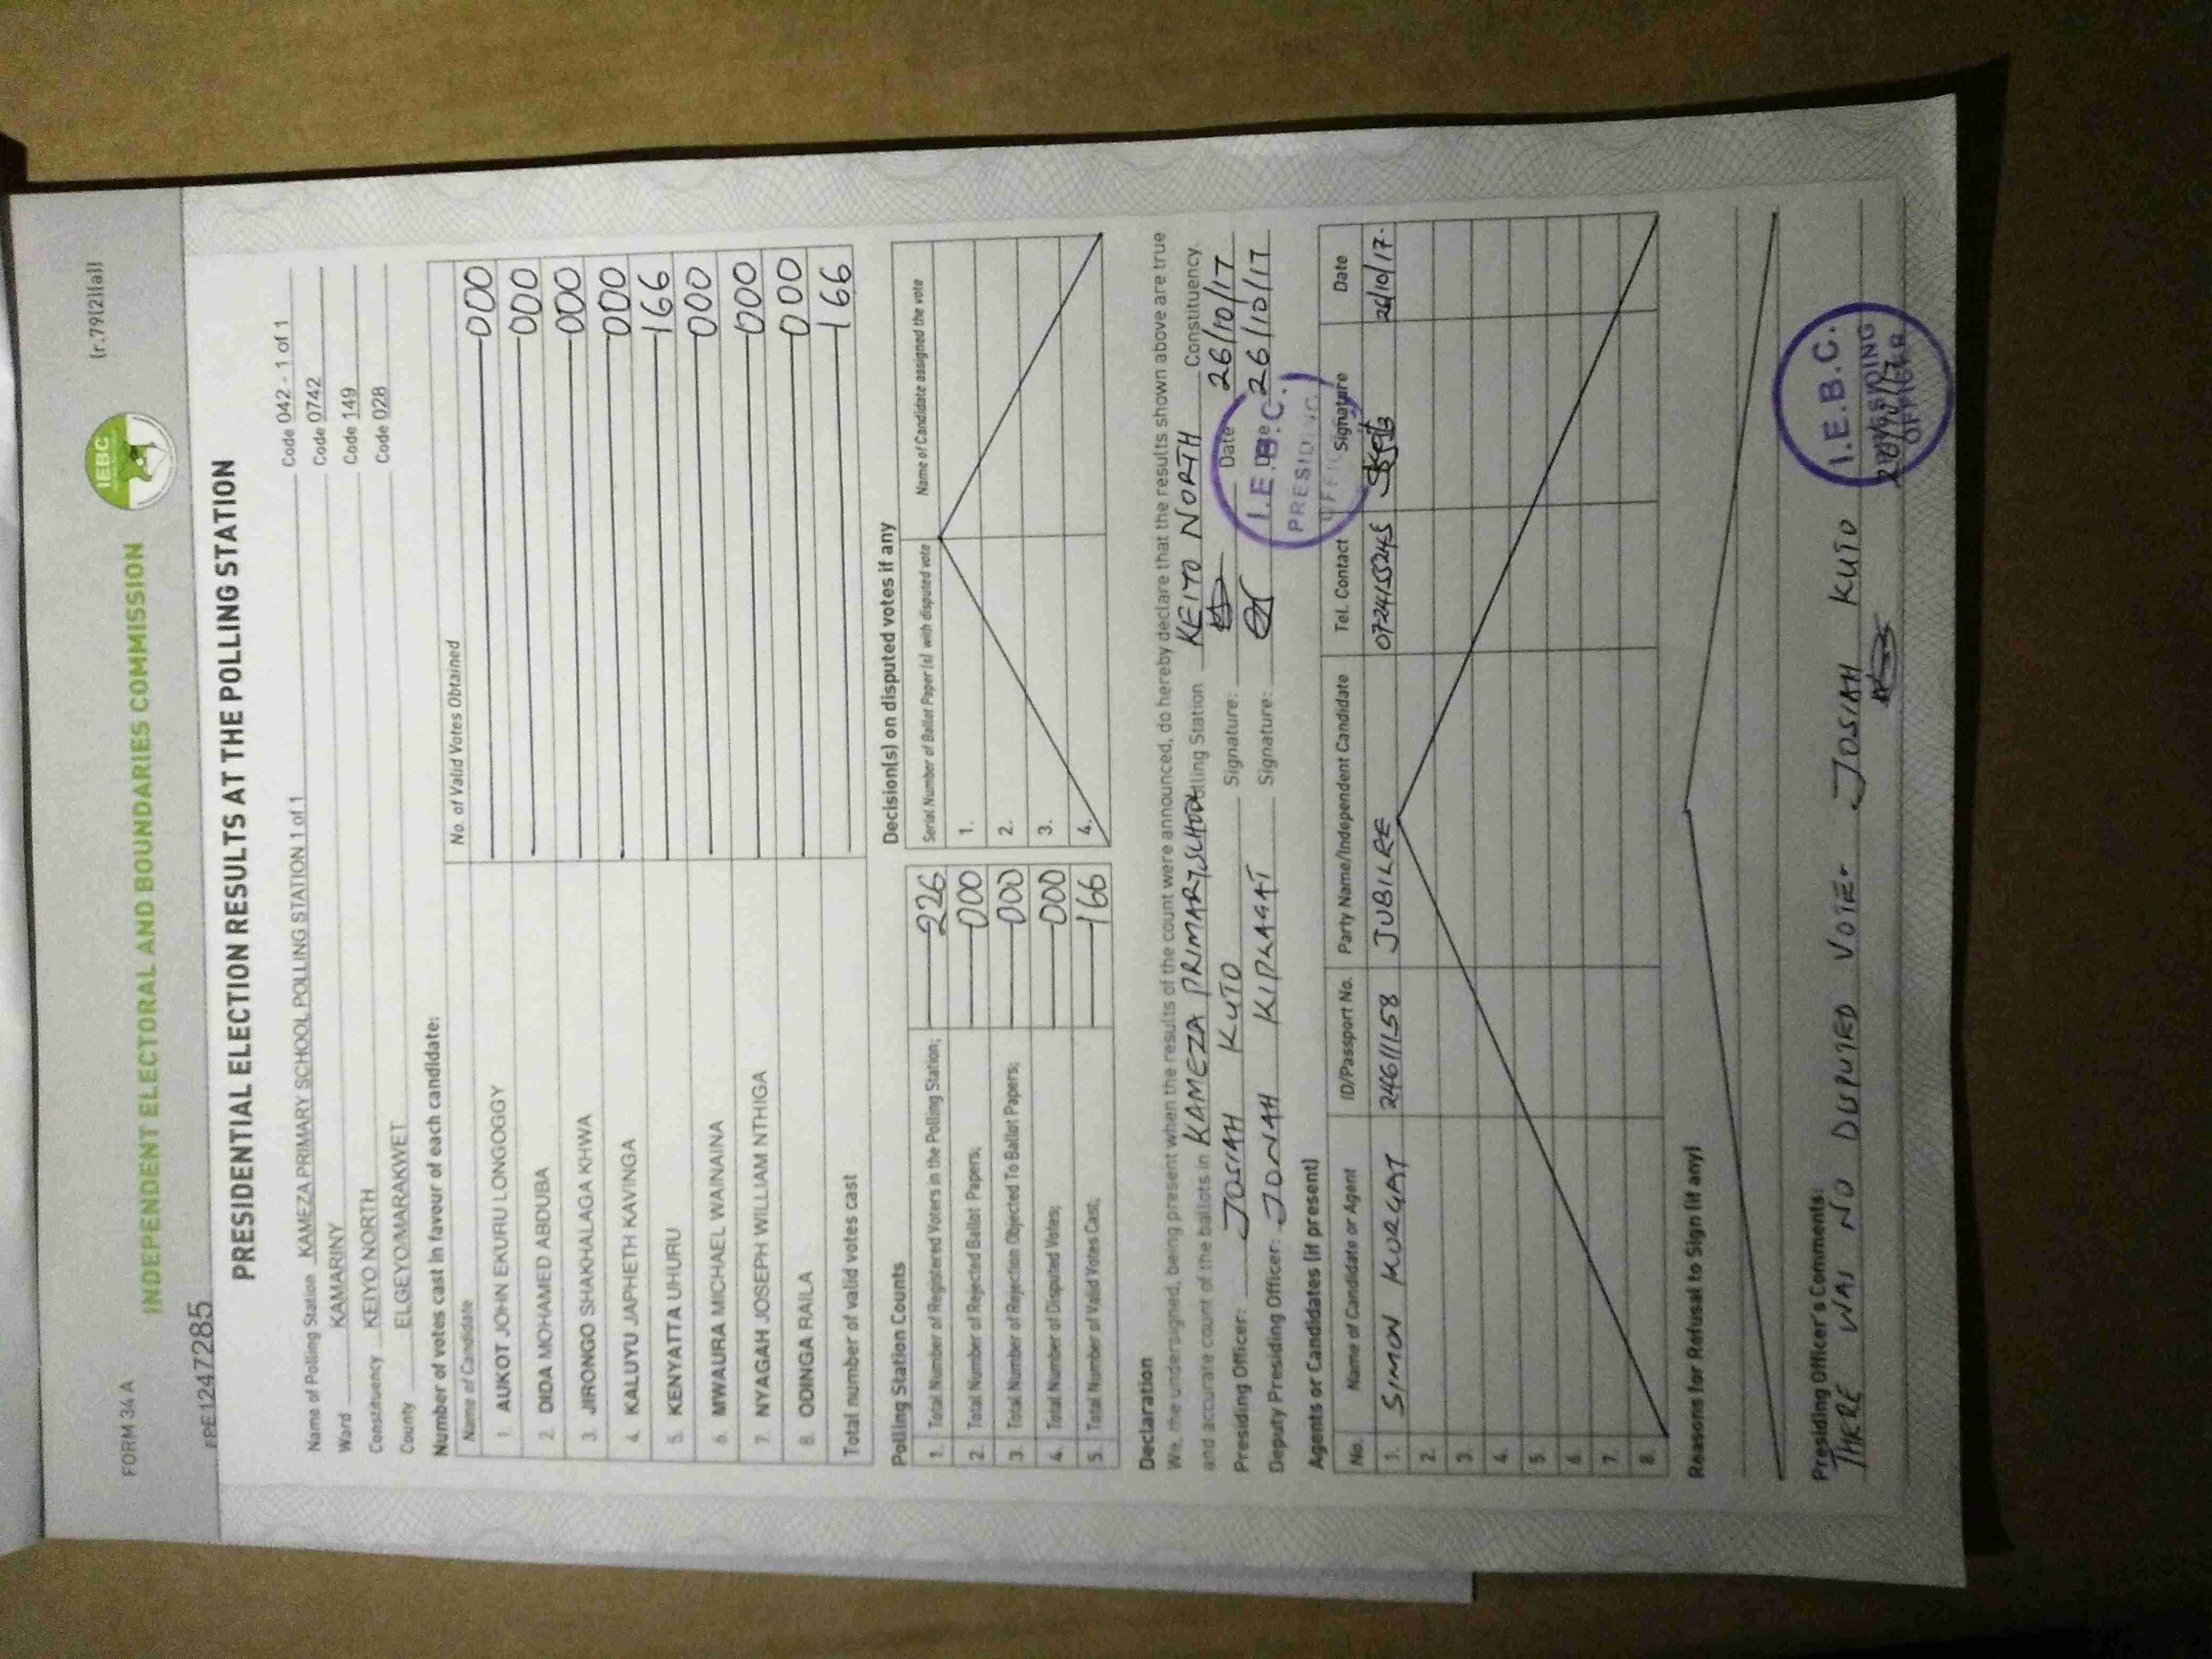 FORM 34 A
(r.79(2)(a))
IEBC
INDEPENDENT ELECTORAL AND BOUNDARIES COMMISSION
PRE1247285
PRESIDENTIAL ELECTION RESULTS AT THE POLLING STATION
Name of Polling Station KAMEZA PRIMARY SCHOOL POLLING STATION 1 of 1 Code 042 - 1 of 1
Ward KAMARINY Code 0742
Constituency KEIYO NORTH Code 149
County ELGEYO/MARAKWET Code 028
Number of votes cast in favour of each candidate:
Name of Candidate No. of Valid Votes Obtained
1. AUKOT JOHN EKURU LONGOGGY 000
2. DIDA MOHAMED ABDUBA 000
3. JIRONGO SHAKHALAGA KHWA 000
4. KALUYU JAPHETH KAVINGA 000
5. KENYATTA UHURU 166
6. MWAURA MICHAEL WAINAINA 000
7. NYAGAH JOSEPH WILLIAM NTHIGA 000
8. ODINGA RAILA 000
Total number of valid votes cast 166
Polling Station Counts
1. Total Number of Registered Voters in the Polling Station; 226
2. Total Number of Rejected Ballot Papers; 000
3. Total Number of Rejection Objected To Ballot Papers; 000
4. Total Number of Disputed Votes; 000
5. Total Number of Valid Votes Cast; 166
Decision(s) on disputed votes if any
Serial Number of Ballot Paper (s) with disputed vote Name of Candidate assigned the vote
1.
2.
3.
4.
Declaration
We, the undersigned, being present when the results of the count were announced, do hereby declare that the results shown above are true
and accurate count of the ballots in KAMEZA PRIMARY SCHOOL Polling Station KEITO NORTH Constituency.
Presiding Officer: JOSIAH KUTO Signature: Date 26/10/17
Deputy Presiding Officer: JONAH KIPKAGAT Signature: Date 26/10/17
I.E.B.C.
PRESIDING
OFFICER
Agents or Candidates (if present)
No. Name of Candidate or Agent ID/Passport No. Party Name/Independent Candidate Tel. Contact Signature Date
1. SIMON KORGAT 24611158 JUBILEE 26/10/17.
2.
3.
4.
5.
6.
7.
8.
Reasons for Refusal to Sign (if any)
Presiding Officer's Comments:
THERE WAS NO DUPUTED VOTE. JOSIAH KUTO
I.E.B.C.
PRESIDING
OFFICER